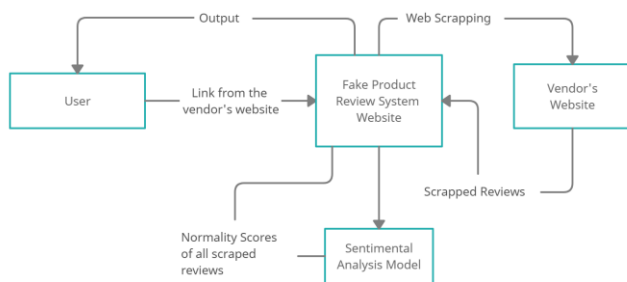 Output
Web Scrapping
User
Link from the
vendor's website
Fake Product
Review System
Website
Vendor's
Website
Scrapped Reviews
Normality Scores
of all scraped
reviews
Sentimental
Analysis Model